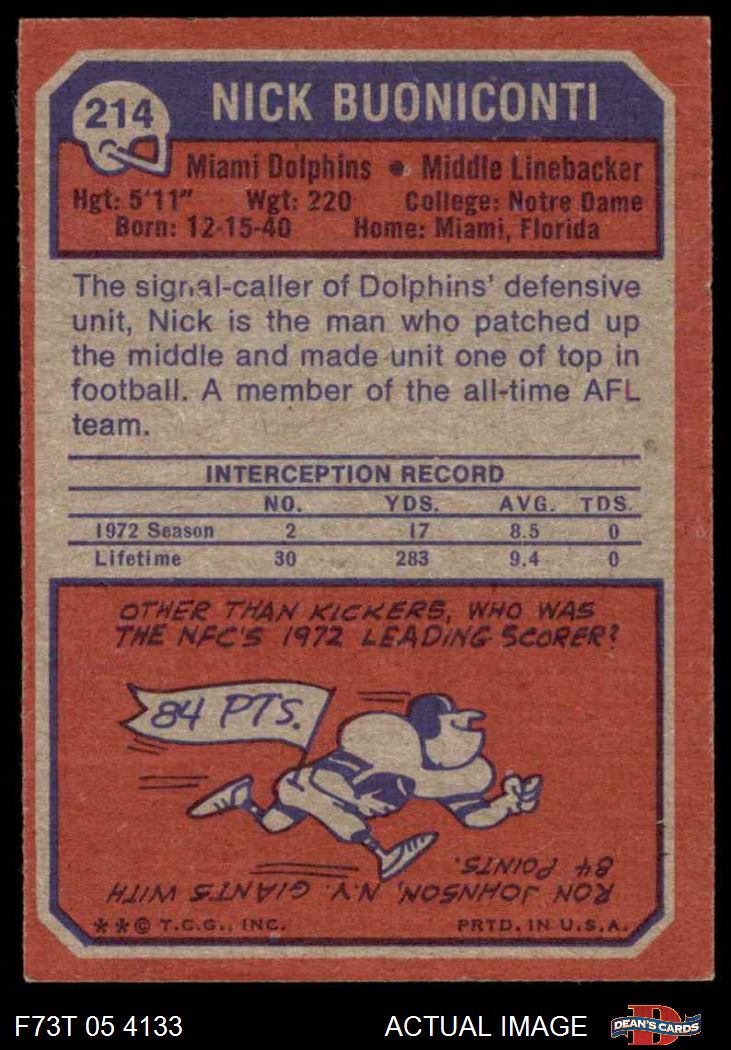 214
NICK BUONICONTI
Miami Dolphins • Middle Linebacker
Hgt: 5'11" Wgt: 220 College: Notre Dame
Born: 12-15-40 Home: Miami, Florida
The signal-caller of Dolphins' defensive
unit, Nick is the man who patched up
the middle and made unit one of top in
football. A member of the all-time AFL
team.
INTERCEPTION RECORD
NO. YDS. AVG. TDS.
1972 Season 2 17 8.5 0
Lifetime 30 283 9.4 0
OTHER THAN KICKERS, WHO WAS
THE NFC'S 1972 LEADING SCORER?
84 PTS.
RON JOHNSON, N.Y. GIANTS WITH
84 POINTS.
**© T.C.G., INC. PRTD. IN U.S.A.
F73T 05 4133 ACTUAL IMAGE DEAN'S CARDS